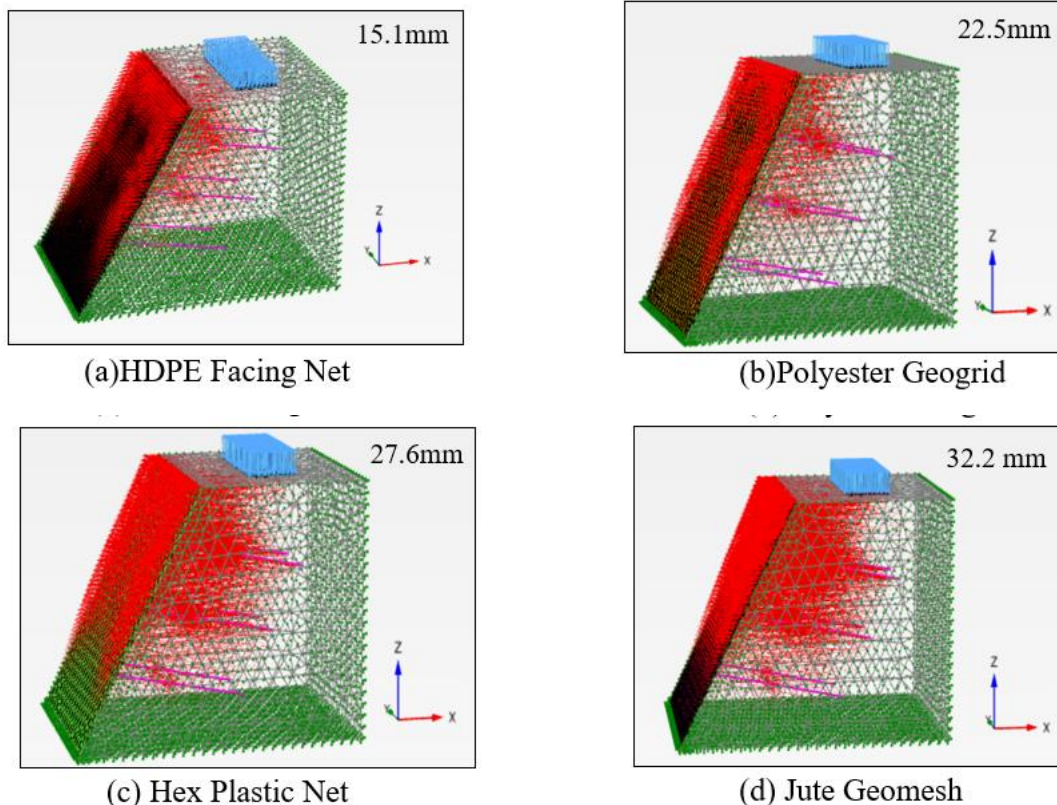 15.1mm
22.5mm
Z
Y
X
Z
Y
X
(a)HDPE Facing Net
(b)Polyester Geogrid
27.6mm
32.2 mm
Z
Y
X
Z
Y
X
(c) Hex Plastic Net
(d) Jute Geomesh